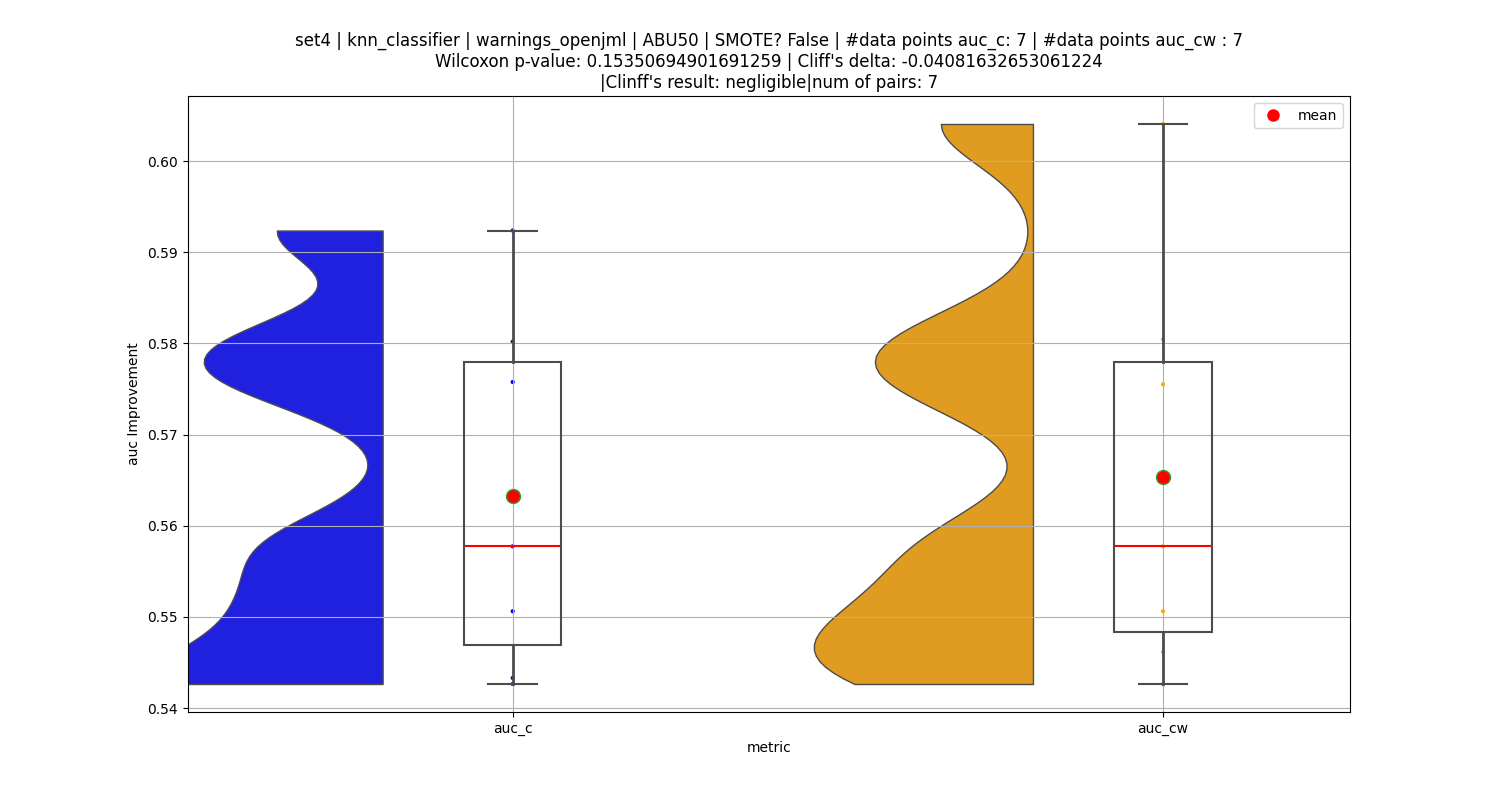 set4 | knn_classifier | warnings_openjml | ABU50 | SMOTE? False | #data points auc_c: 7 | #data points auc_cw : 7
Wilcoxon p-value: 0.15350694901691259 | Cliff's delta: -0.04081632653061224
|Clinff's result: negligible|num of pairs: 7
mean
0.60
0.59
0.58
0.57
0.56
0.55
0.54
auc Improvement
auc_c
auc_cw
metric